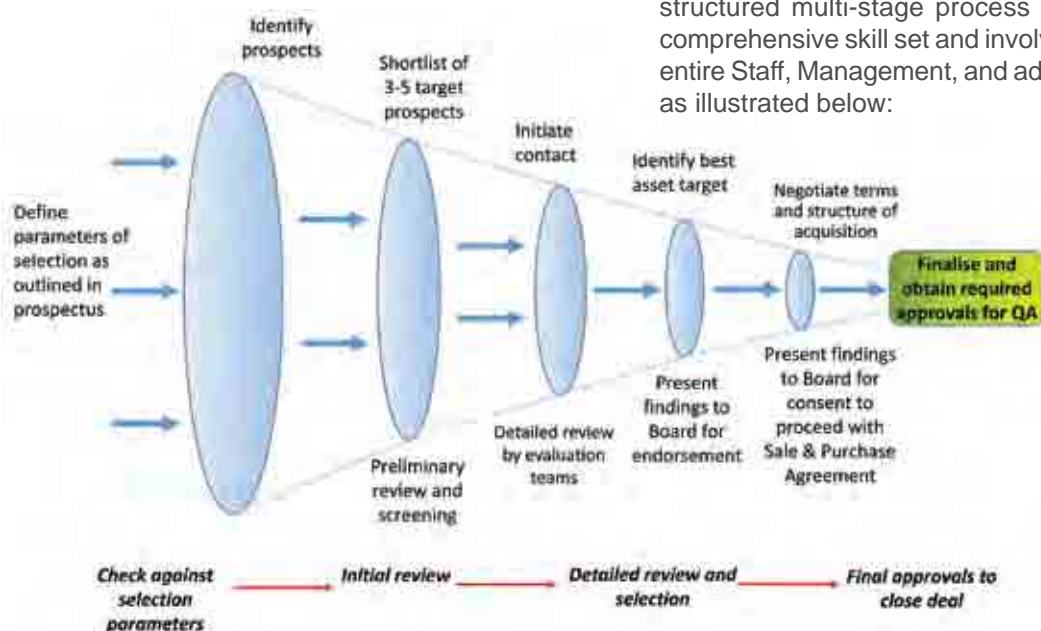 structured multi-stage process
comprehensive skill set and involv
entire Staff, Management, and ad
as illustrated below:
Identify
prospects
Shortlist of
3-5 target
prospects
Initiate
contact
Identify best
asset target
Negotiate terms
and structure of
acquisition
Define
parameters of
selection as
outlined in
prospectus
Finalise and
obtain required
approvals for QA
Preliminary
review and
screening
Detailed review
by evaluation
teams
Present
findings to
Board for
endorsement
Present findings
to Board for
consent to
proceed with
Sale & Purchase
Agreement
Check against
selection
parameters
Initial review
Detailed review and
selection
Final approvals to
close deal